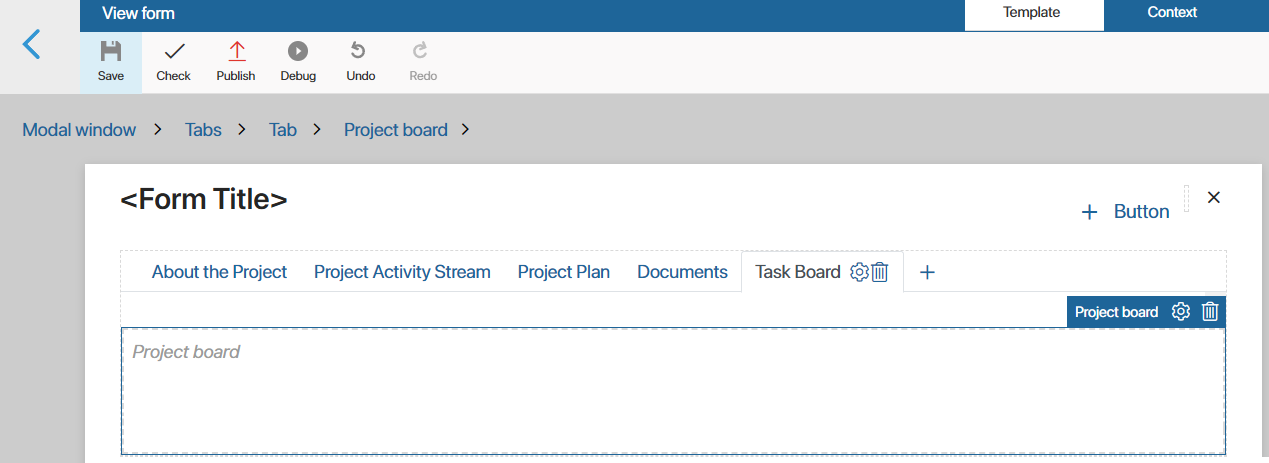 View form
Template
Context
Save
Check
Publish
Debug
Undo
Redo
Modal window > Tabs > Tab > Project board >
<Form Title>
+ Button
About the Project
Project Activity Stream
Project Plan
Documents
Task Board
+
Project board
Project board